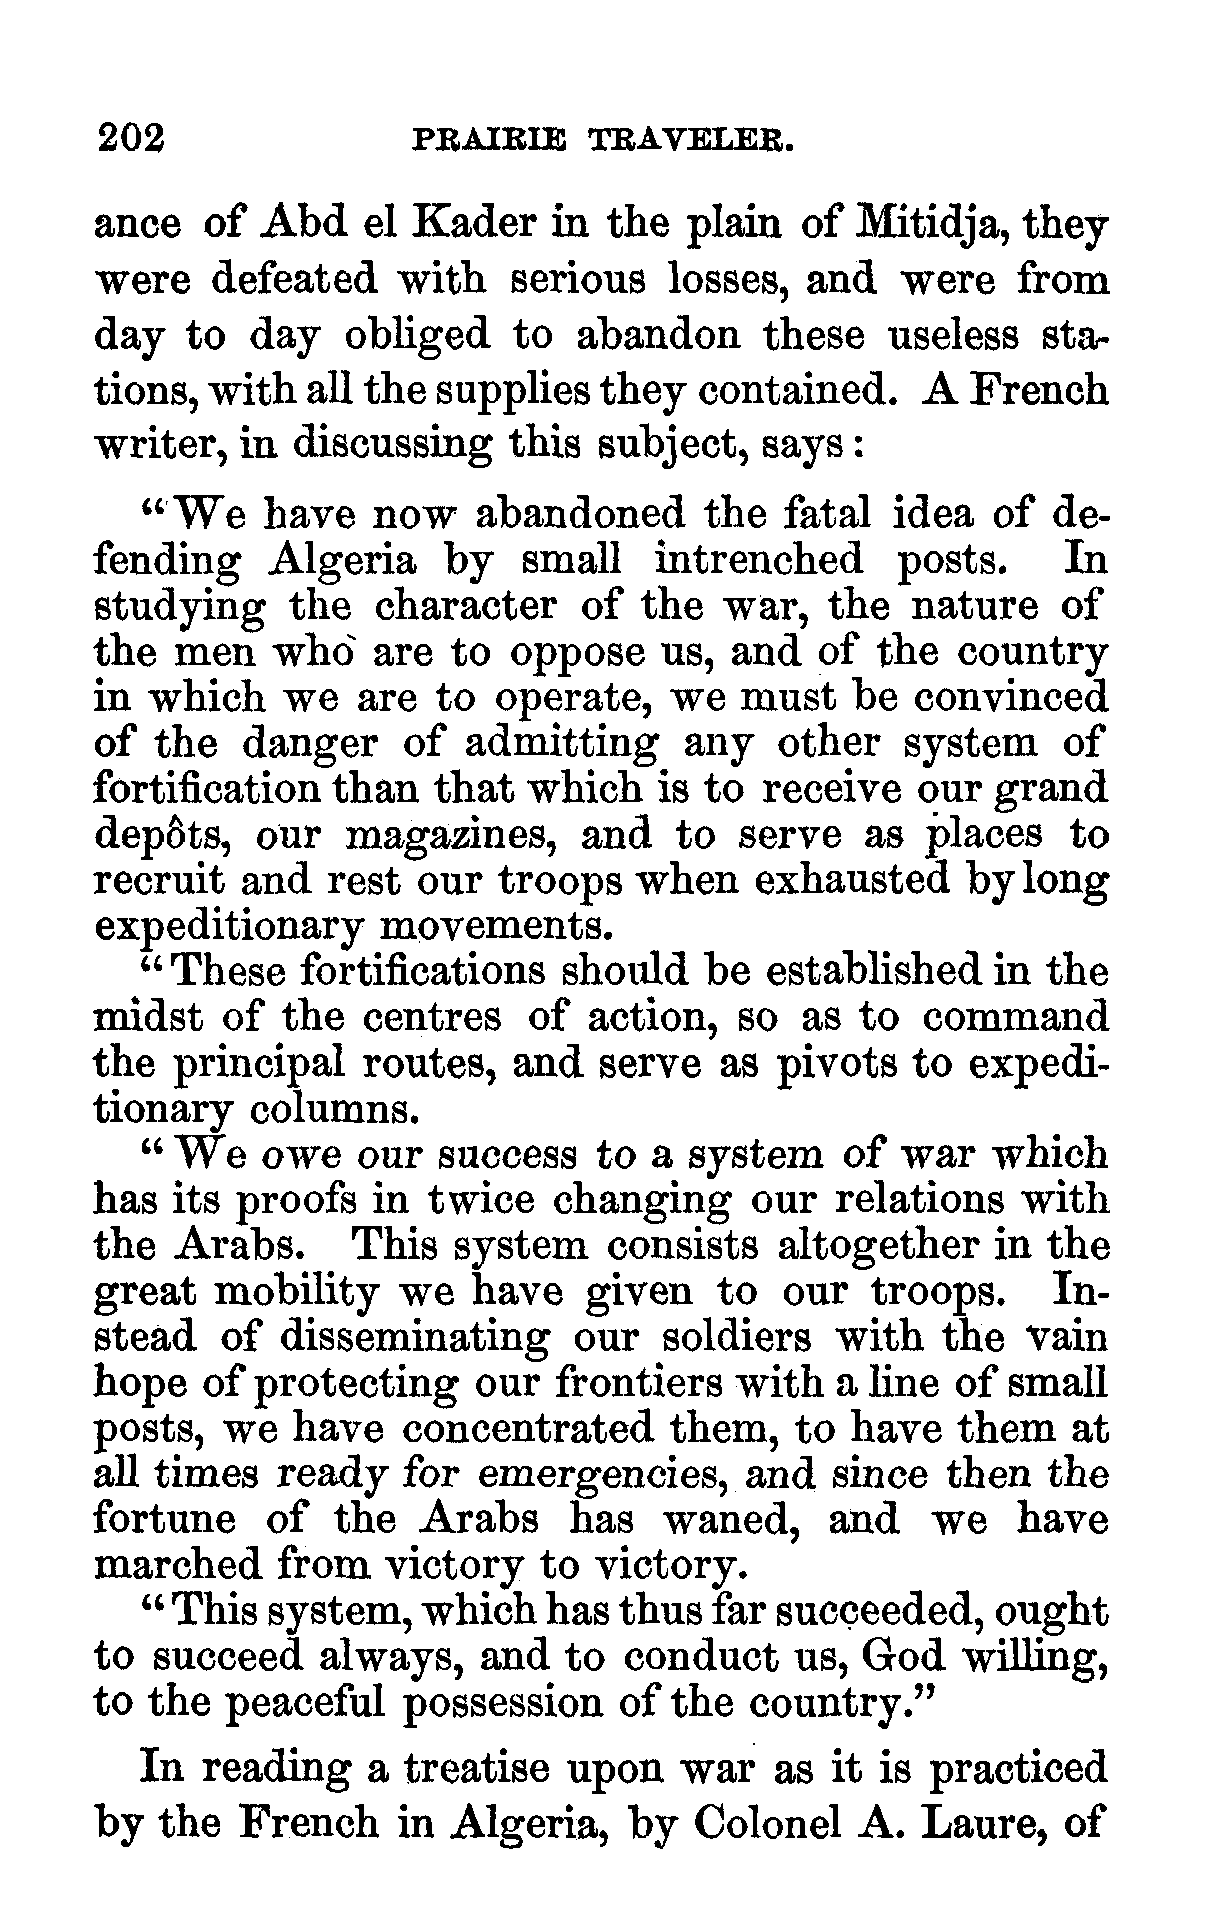 202 PRAIRIE TRAVELER.
ance of Abd el Kader in the plain of Mitidja, they
were defeated with serious losses, and were from
day to day obliged to abandon these useless sta-
tions, with all the supplies they contained. A French
writer, in discussing this subject, says:
"We have now abandoned the fatal idea of de-
fending Algeria by small intrenched posts. In
studying the character of the war, the nature of
the men who are to oppose us, and of the country
in which we are to operate, we must be convinced
of the danger of admitting any other system of
fortification than that which is to receive our grand
depôts, our magazines, and to serve as places to
recruit and rest our troops when exhausted by long
expeditionary movements.
"These fortifications should be established in the
midst of the centres of action, so as to command
the principal routes, and serve as pivots to expedi-
tionary columns.
"We owe our success to a system of war which
has its proofs in twice changing our relations with
the Arabs. This system consists altogether in the
great mobility we have given to our troops. In-
stead of disseminating our soldiers with the vain
hope of protecting our frontiers with a line of small
posts, we have concentrated them, to have them at
all times ready for emergencies, and since then the
fortune of the Arabs has waned, and we have
marched from victory to victory.
"This system, which has thus far succeeded, ought
to succeed always, and to conduct us, God willing,
to the peaceful possession of the country."
In reading a treatise upon war as it is practiced
by the French in Algeria, by Colonel A. Laure, of